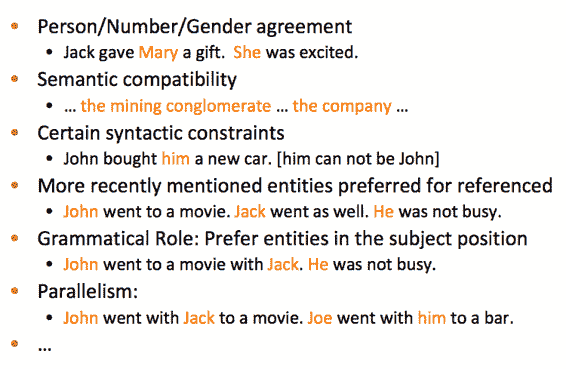 • Person/Number/Gender agreement
• Jack gave Mary a gift. She was excited.
• Semantic compatibility
• ... the mining conglomerate ... the company ...
• Certain syntactic constraints
• John bought him a new car. [him can not be John]
• More recently mentioned entities preferred for referenced
• John went to a movie. Jack went as well. He was not busy.
• Grammatical Role: Prefer entities in the subject position
• John went to a movie with Jack. He was not busy.
• Parallelism:
• John went with Jack to a movie. Joe went with him to a bar.
• ...